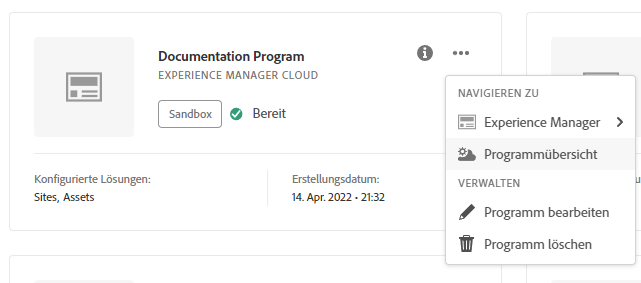 Documentation Program
EXPERIENCE MANAGER CLOUD
Sandbox
Bereit
Konfigurierte Lösungen:
Sites, Assets
Erstellungsdatum:
14. Apr. 2022 • 21:32
NAVIGIEREN ZU
Experience Manager
Programmübersicht
VERWALTEN
Programm bearbeiten
Programm löschen